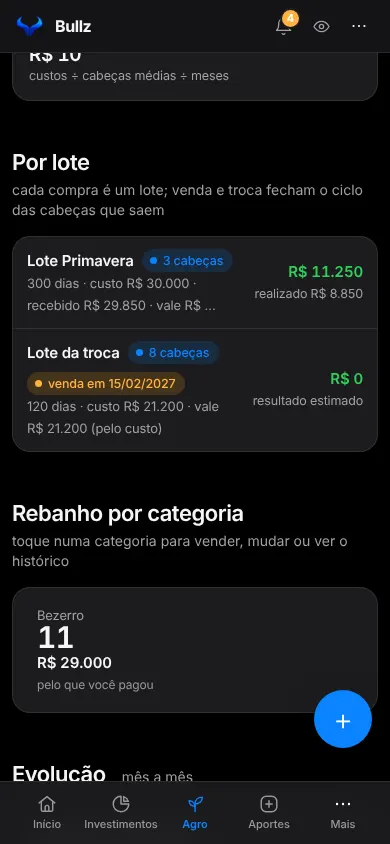 Bullz
4
R$ 10
custos ÷ cabeças médias ÷ meses
Por lote
cada compra é um lote; venda e troca fecham o ciclo
das cabeças que saem
Lote Primavera
3 cabeças
300 dias · custo R$ 30.000 ·
recebido R$ 29.850 · vale R$ ...
R$ 11.250
realizado R$ 8.850
Lote da troca
8 cabeças
venda em 15/02/2027
120 dias · custo R$ 21.200 · vale
R$ 21.200 (pelo custo)
R$ 0
resultado estimado
Rebanho por categoria
toque numa categoria para vender, mudar ou ver o
histórico
Bezerro
11
R$ 29.000
pelo que você pagou
Evolução mês a mês
Início
Investimentos
Agro
Aportes
Mais